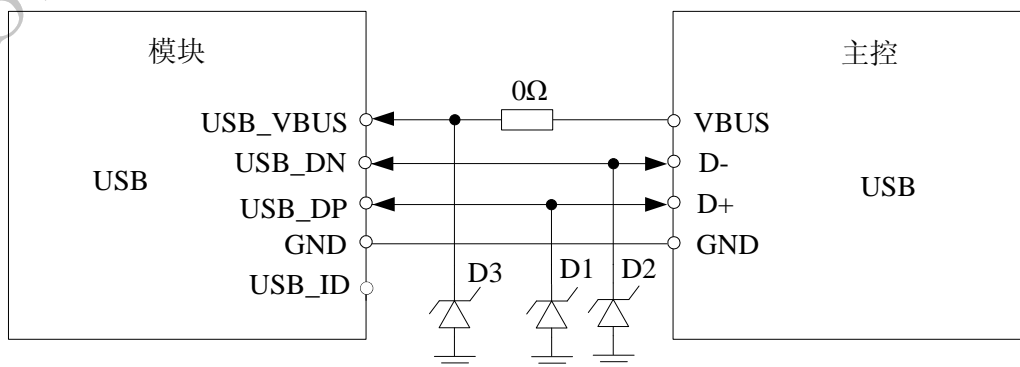 模块
主控
0Ω
USB_VBUS
VBUS
USB_DN
D-
USB
USB
USB_DP
D+
GND
GND
USB_ID
D3
D1
D2